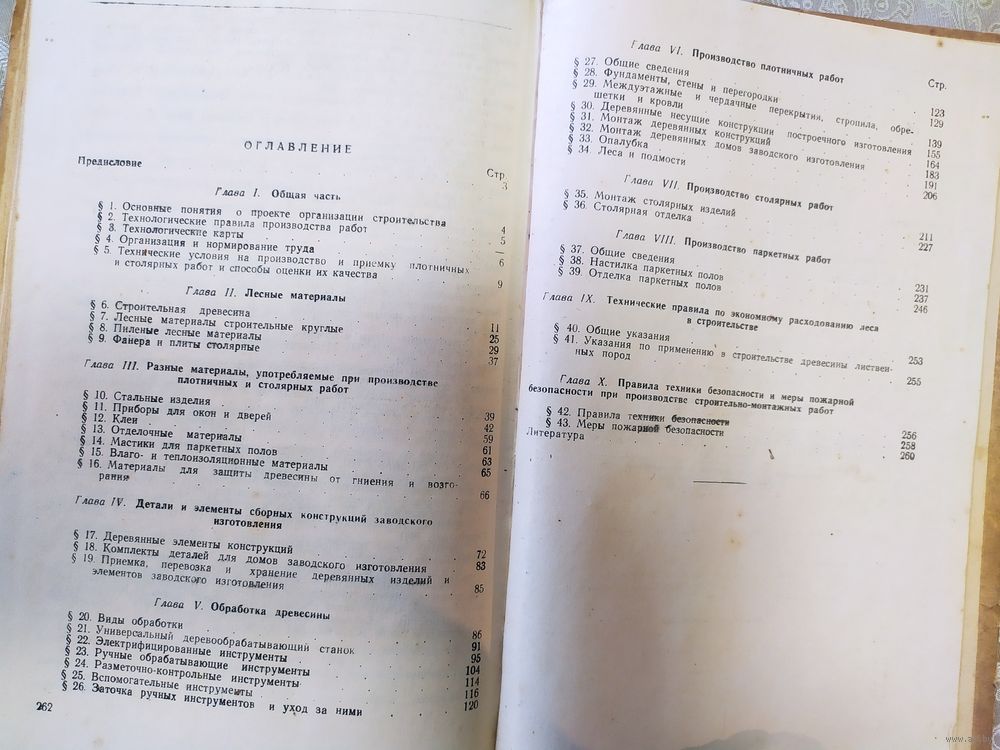 ОГЛАВЛЕНИЕ
Стр.
Предисловие 3
Глава I. Общая часть
§ 1. Основные понятия о проекте организации строительства 4
§ 2. Технологические правила производства работ 5
§ 3. Технологические карты —
§ 4. Организация и нормирование труда 6
§ 5. Технические условия на производство и приемку плотничных
и столярных работ и способы оценки их качества 9
Глава II. Лесные материалы
§ 6. Строительная древесина 11
§ 7. Лесные материалы строительные круглые 25
§ 8. Пиленые лесные материалы 29
§ 9. Фанера и плиты столярные 37
Глава III. Разные материалы, употребляемые при производстве
плотничных и столярных работ
§ 10. Стальные изделия 39
§ 11. Приборы для окон и дверей 42
§ 12. Клеи 59
§ 13. Отделочные материалы 61
§ 14. Мастики для паркетных полов 63
§ 15. Влаго- и теплоизоляционные материалы 65
§ 16. Материалы для защиты древесины от гниения и возго-
рания 66
Глава IV. Детали и элементы сборных конструкций заводского
изготовления
§ 17. Деревянные элементы конструкций 72
§ 18. Комплекты деталей для домов заводского изготовления 83
§ 19. Приемка, перевозка и хранение деревянных изделий и
элементов заводского изготовления 85
Глава V. Обработка древесины
§ 20. Виды обработки 86
§ 21. Универсальный деревообрабатывающий станок 91
§ 22. Электрифицированные инструменты 95
§ 23. Ручные обрабатывающие инструменты 104
§ 24. Разметочно-контрольные инструменты 114
§ 25. Вспомогательные инструменты 116
§ 26. Заточка ручных инструментов и уход за ними 120
262
Глава VI. Производство плотничных работ
Стр.
§ 27. Общие сведения 123
§ 28. Фундаменты, стены и перегородки 129
§ 29. Междуэтажные и чердачные перекрытия, стропила, обре-
шетки и кровли 139
§ 30. Деревянные несущие конструкции построечного изготовления 155
§ 31. Монтаж деревянных конструкций 164
§ 32. Монтаж деревянных домов заводского изготовления 183
§ 33. Опалубка 191
§ 34. Леса и подмости 206
Глава VII. Производство столярных работ
§ 35. Монтаж столярных изделий 211
§ 36. Столярная отделка 227
Глава VIII. Производство паркетных работ
§ 37. Общие сведения 231
§ 38. Настилка паркетных полов 237
§ 39. Отделка паркетных полов 246
Глава IX. Технические правила по экономному расходованию леса
в строительстве
§ 40. Общие указания 253
§ 41. Указания по применению в строительстве древесины листвен-
ных пород 255
Глава X. Правила техники безопасности и меры пожарной
безопасности при производстве строительно-монтажных работ
§ 42. Правила техники безопасности 256
§ 43. Меры пожарной безопасности 258
Литература 260